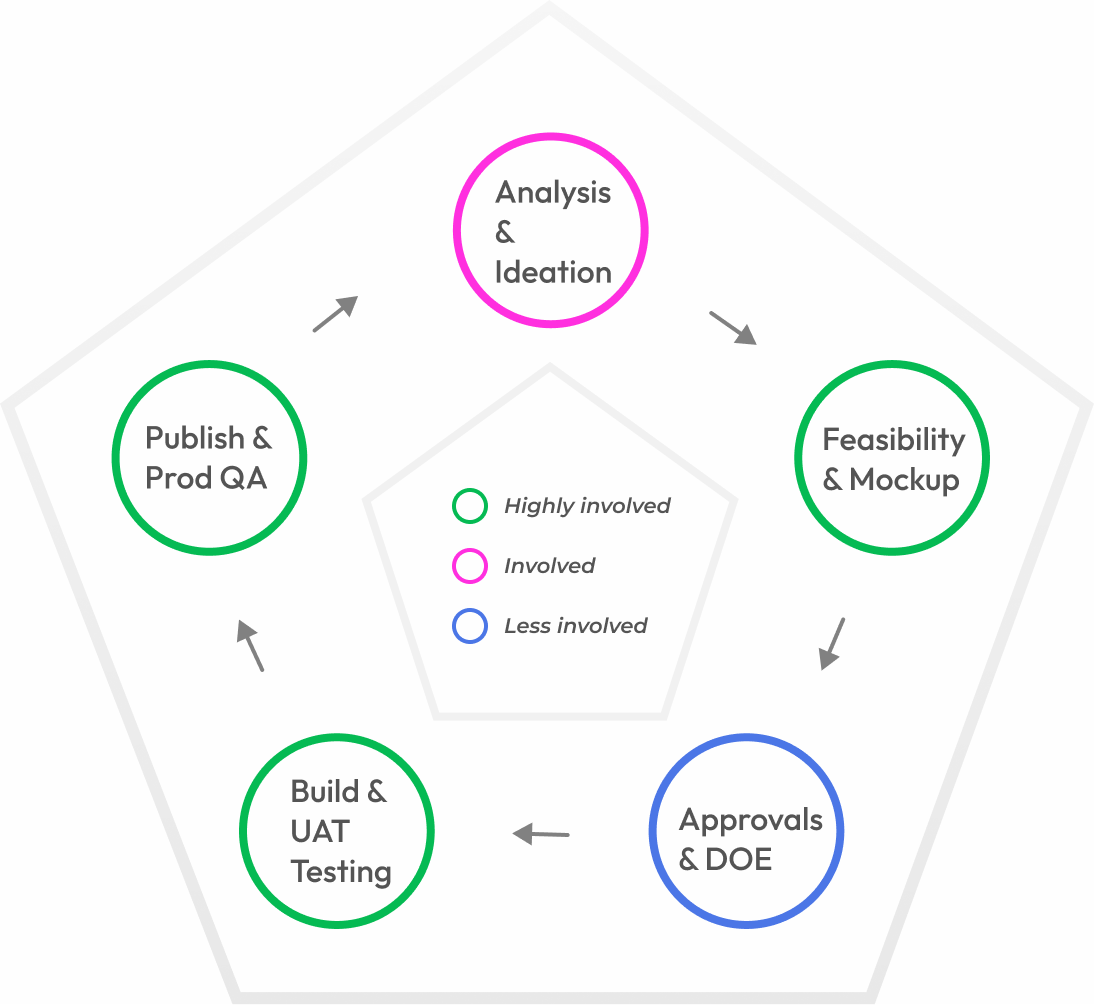 Analysis
&
Ideation
Publish &
Prod QA
Feasibility
& Mockup
Highly involved
Involved
Less involved
Build &
UAT
Testing
Approvals
& DOE